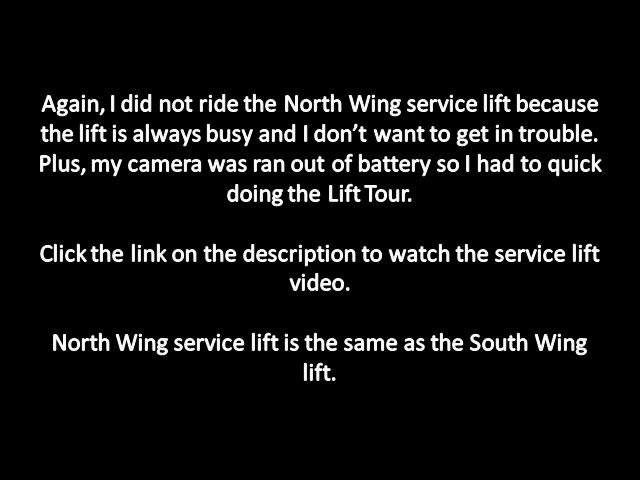 Again, I did not ride the North Wing service lift because
the lift is always busy and I don’t want to get in trouble.
Plus, my camera was ran out of battery so I had to quick
doing the Lift Tour.
Click the link on the description to watch the service lift
video.
North Wing service lift is the same as the South Wing
lift.